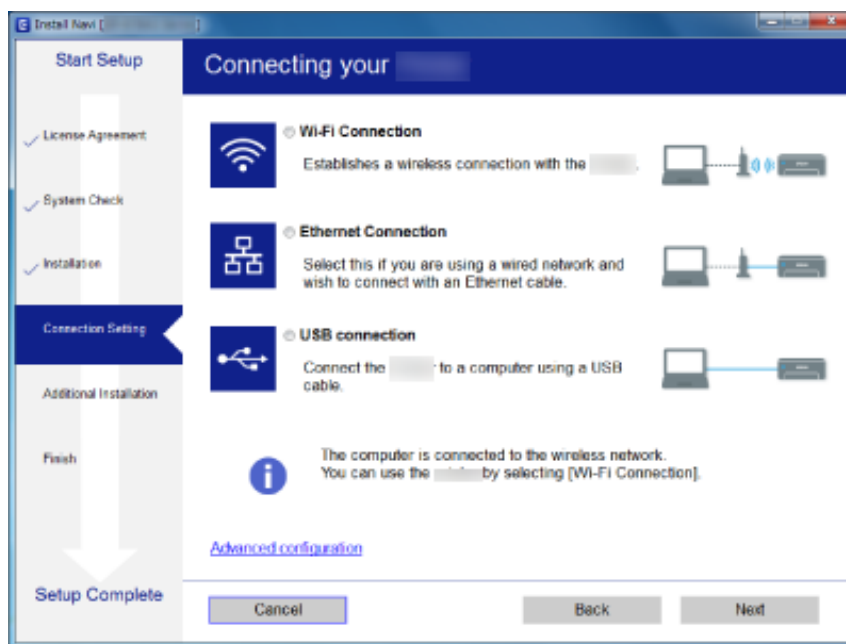 Install Navi [
]
Start Setup
Connecting your
License Agreement
System Check
Installation
Connection Setting
Additional Installation
Finish
Setup Complete
Wi-Fi Connection
Establishes a wireless connection with the
.
Ethernet Connection
Select this if you are using a wired network and
wish to connect with an Ethernet cable.
USB connection
Connect the
to a computer using a USB
cable.
The computer is connected to the wireless network.
You can use the
by selecting [Wi-Fi Connection].
Advanced configuration
Cancel
Back
Next